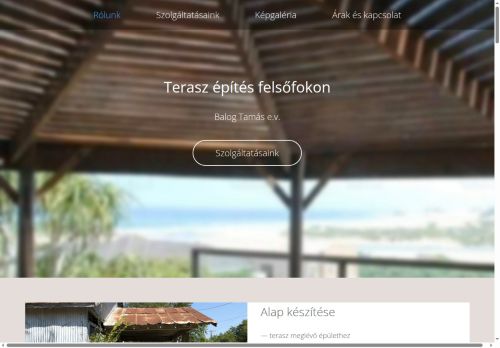 Rólunk
Szolgáltatásaink
Képgaléria
Árak és kapcsolat
Terasz építés felsőfokon
Balog Tamás e.v.
Szolgáltatásaink
Alap készítése
— terasz meglévő épülethez